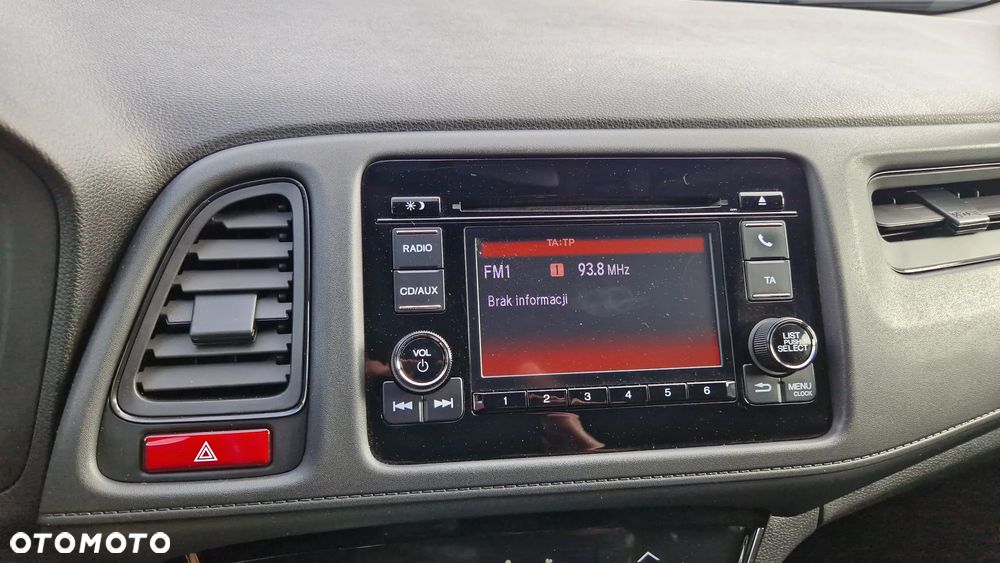 RADIO
CD/AUX
VOL
TA:TP
FM1 1 93.8 MHz
Brak informacji
1 2 3 4 5 6
TA
LIST
PUSH
SELECT
MENU
CLOCK
OTOMOTO